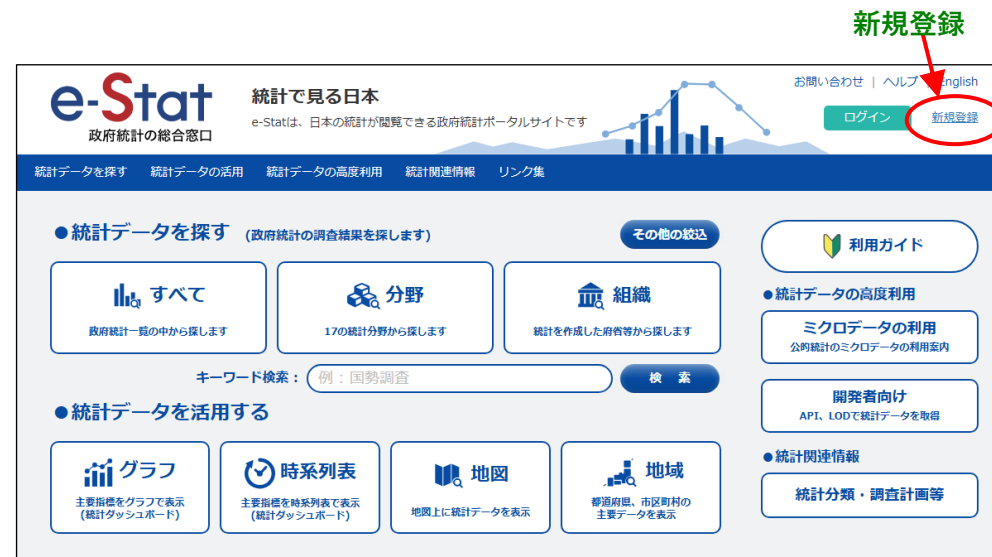 新規登録
e-Stat
政府統計の総合窓口
統計で見る日本
e-Statは、日本の統計が閲覧できる政府統計ポータルサイトです
お問い合わせ | ヘルプ
English
ログイン
新規登録
統計データを探す 統計データの活用 統計データの高度利用 統計関連情報 リンク集
●統計データを探す (政府統計の調査結果を探します)
その他の絞込
すべて
政府統計一覧の中から探します
分野
17の統計分野から探します
組織
統計を作成した府省等から探します
キーワード検索: 例:国勢調査
検 索
●統計データを活用する
グラフ
主要指標をグラフで表示
(統計ダッシュボード)
時系列表
主要指標を時系列表で表示
(統計ダッシュボード)
地図
地図上に統計データを表示
地域
都道府県、市区町村の
主要データを表示
利用ガイド
●統計データの高度利用
ミクロデータの利用
公的統計のミクロデータの利用案内
開発者向け
API、LODで統計データを取得
●統計関連情報
統計分類・調査計画等